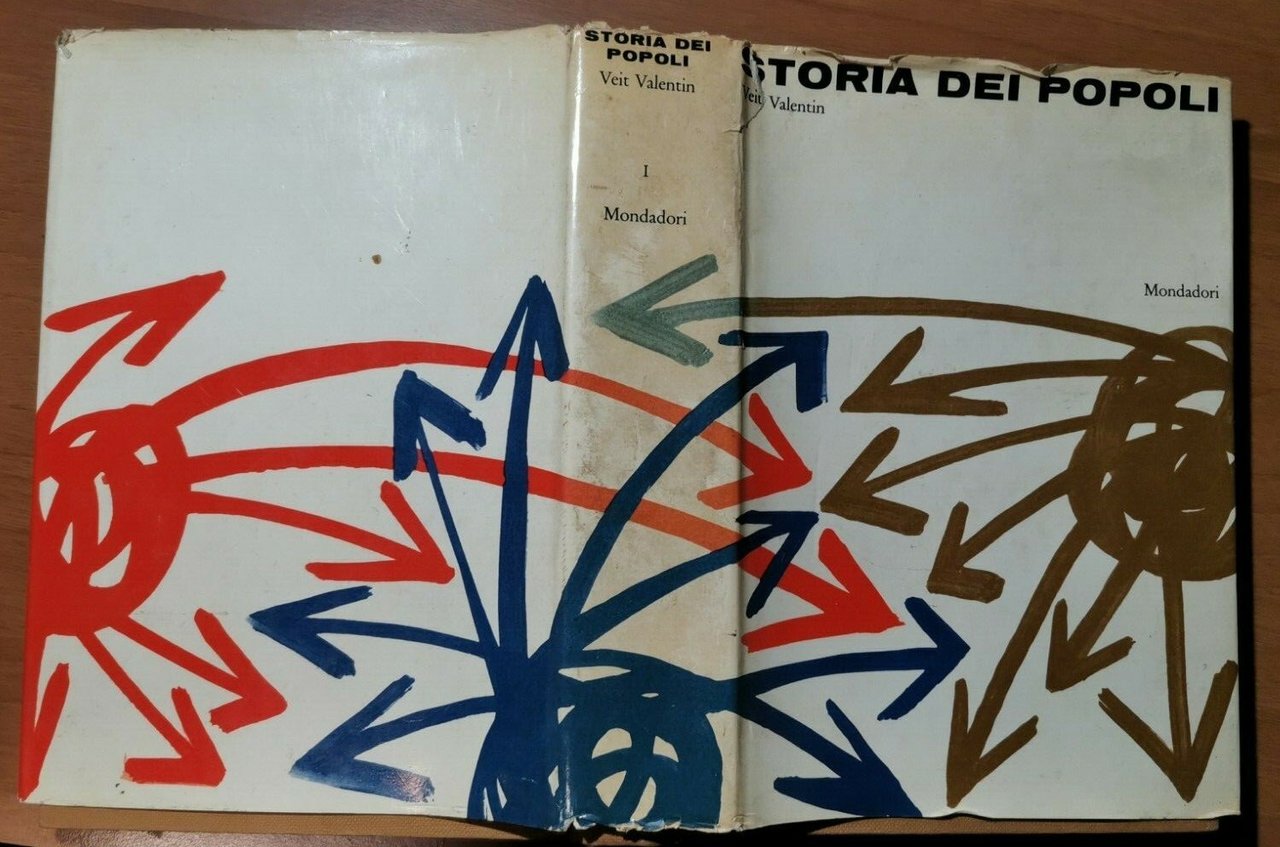 STORIA DEI
POPOLI
Veit Valentin
I
Mondadori
STORIA DEI POPOLI
Veit Valentin
Mondadori